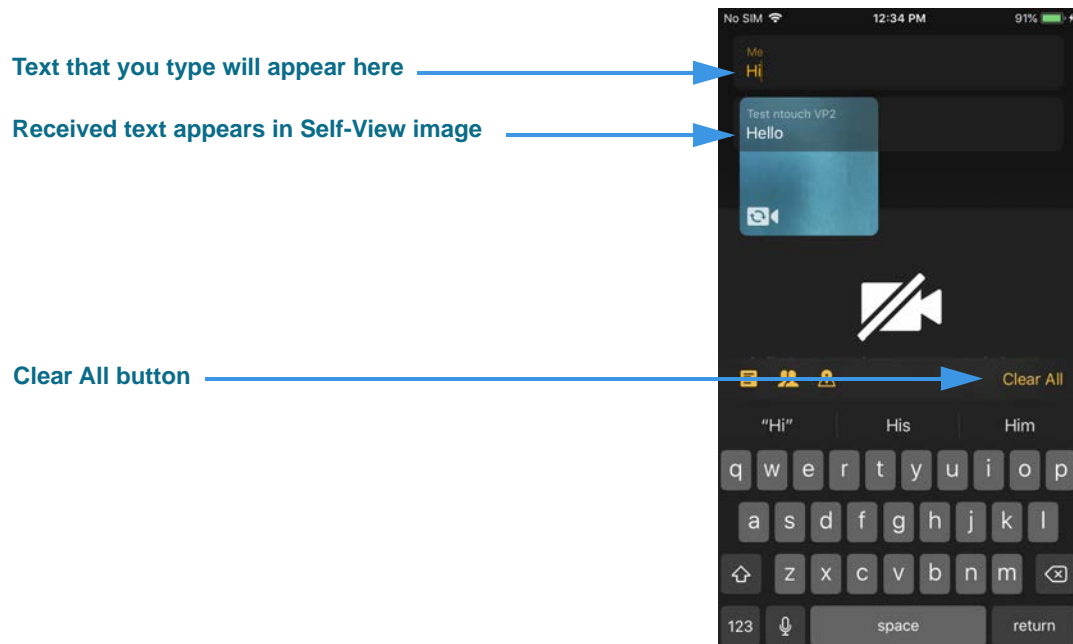 No SIM 12:34 PM 91%
Me
Text that you type will appear here
Hi
Test ntouch VP2
Received text appears in Self-View image
Hello
Clear All button
Clear All
“Hi” His Him
q w e r t y u i o p
a s d f g h j k l
z x c v b n m
123 space return